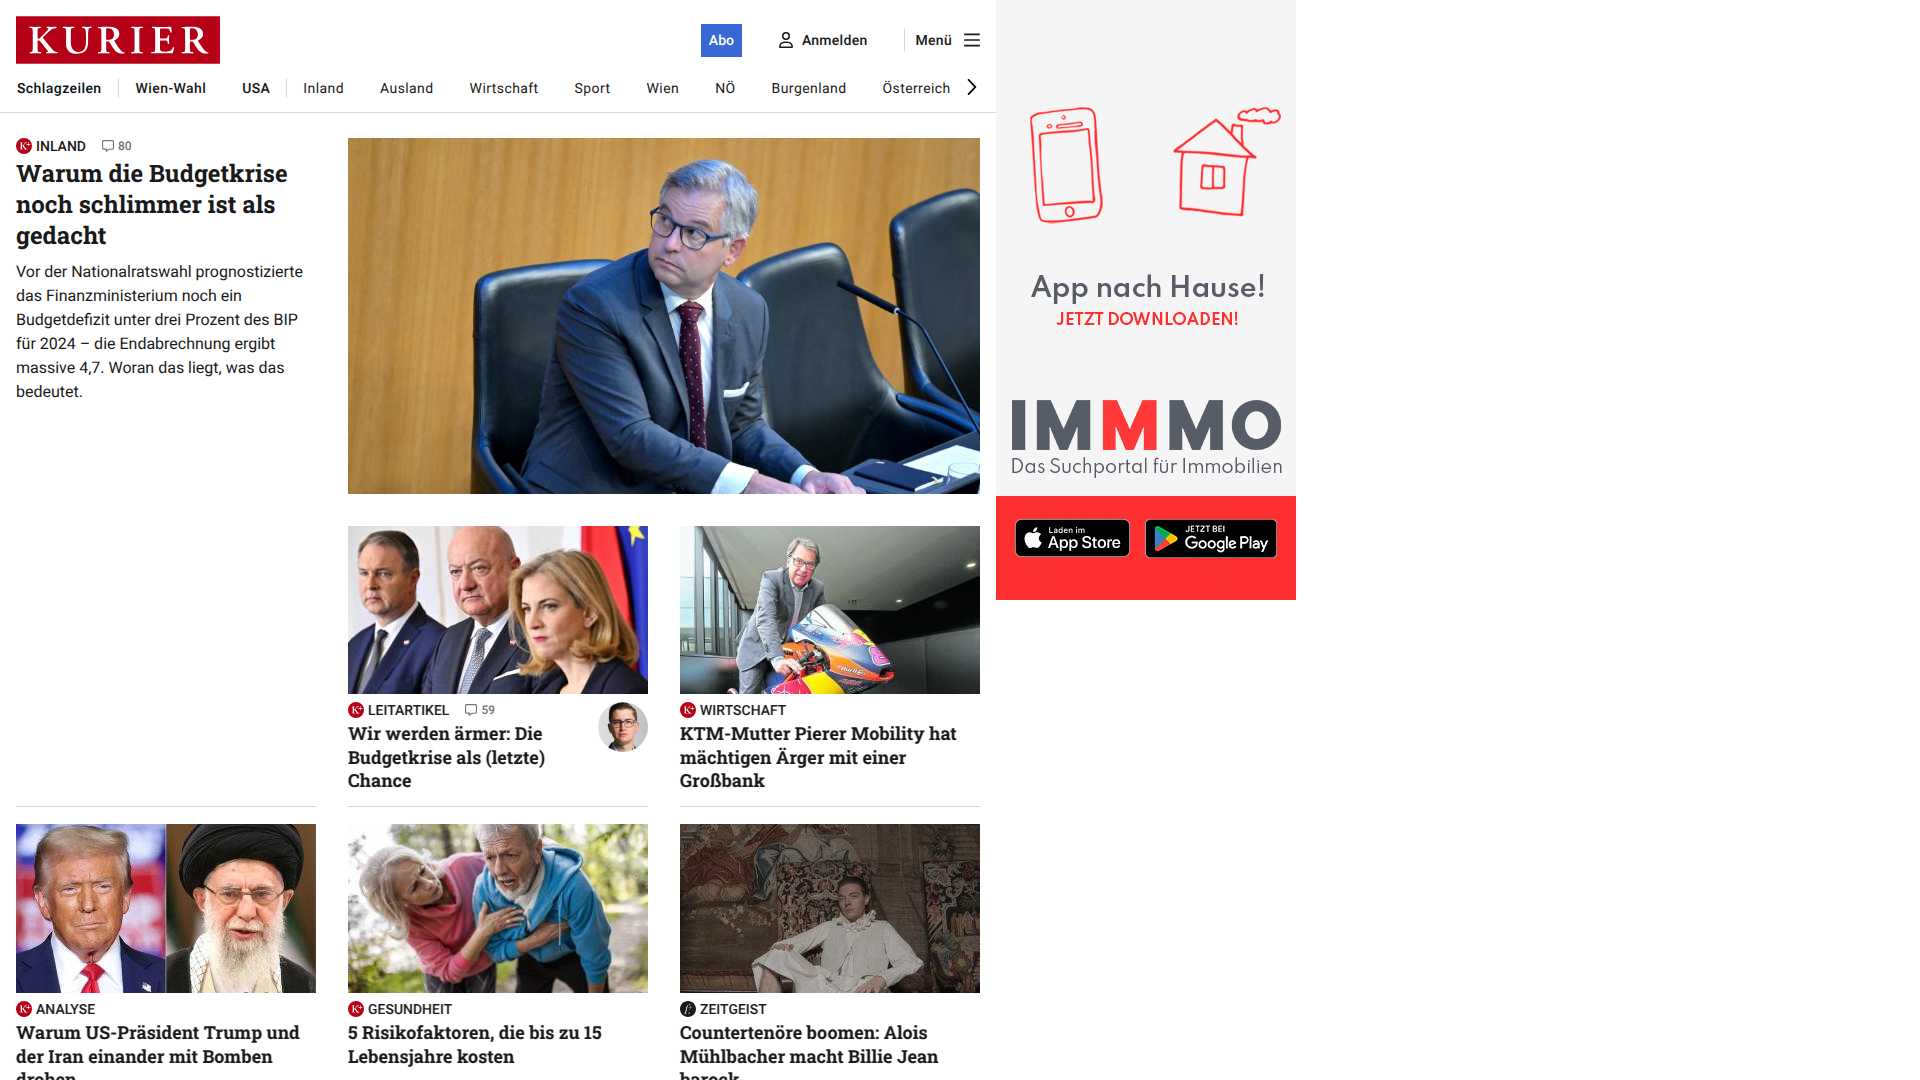 KURIER
Abo
Anmelden
Menü
Schlagzeilen
Wien-Wahl
USA
Inland
Ausland
Wirtschaft
Sport
Wien
NÖ
Burgenland
Österreich
INLAND 80
Warum die Budgetkrise
noch schlimmer ist als
gedacht
Vor der Nationalratswahl prognostizierte
das Finanzministerium noch ein
Budgetdefizit unter drei Prozent des BIP
für 2024 – die Endabrechnung ergibt
massive 4,7. Woran das liegt, was das
bedeutet.
LEITARTIKEL 59
Wir werden ärmer: Die
Budgetkrise als (letzte)
Chance
WIRTSCHAFT
KTM-Mutter Pierer Mobility hat
mächtigen Ärger mit einer
Großbank
ANALYSE
Warum US-Präsident Trump und
der Iran einander mit Bomben
drohen
GESUNDHEIT
5 Risikofaktoren, die bis zu 15
Lebensjahre kosten
ZEITGEIST
Countertenöre boomen: Alois
Mühlbacher macht Billie Jean
barock
App nach Hause!
JETZT DOWNLOADEN!
IMMMO
Das Suchportal für Immobilien
Laden im
App Store
JETZT BEI
Google Play